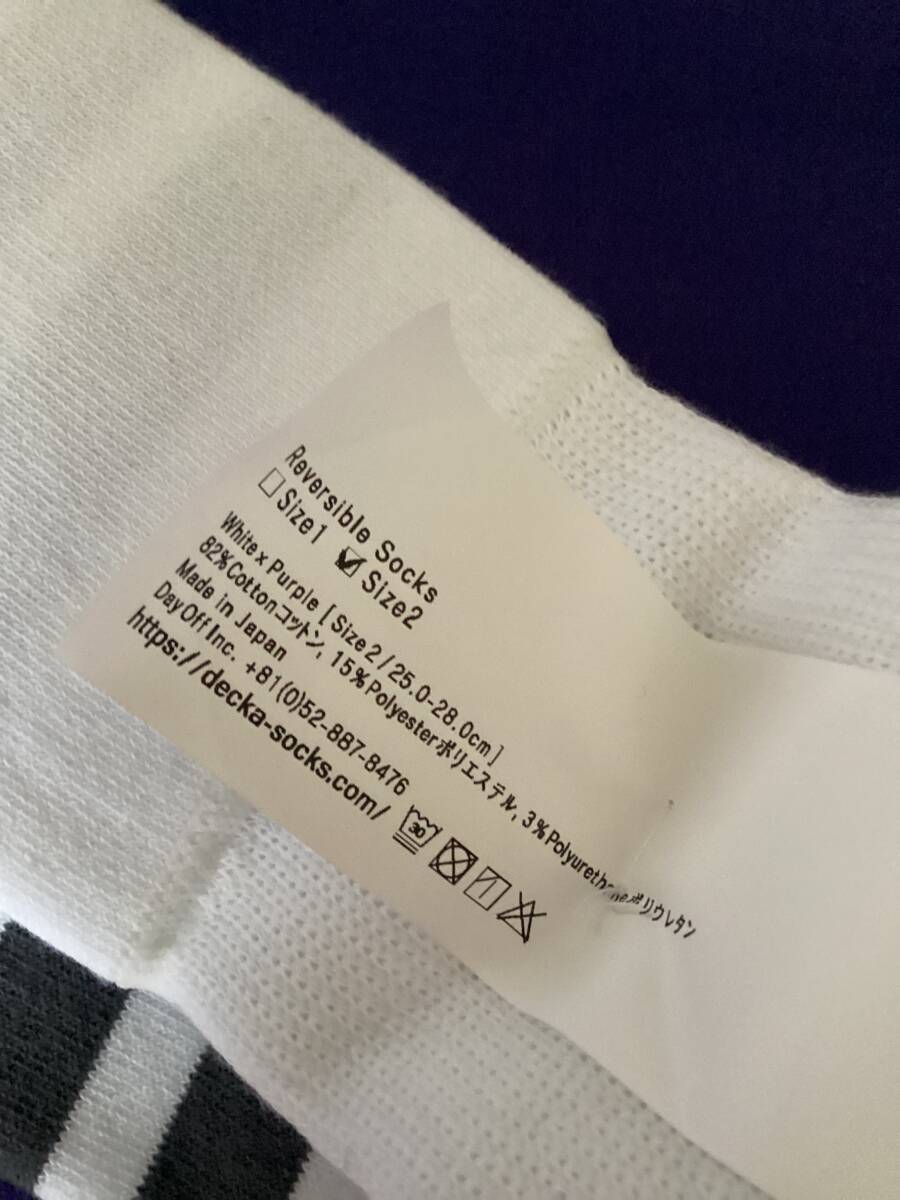 Reversible Socks
Size1 Size2
White x Purple [ Size2/25.0-28.0cm]
82%Cottonコットン, 15%Polyesterポリエステル, 3%Polyurethaneポリウレタン
Made in Japan
Day Off Inc. +81(0)52-887-8476
https://decka-socks.com/
30